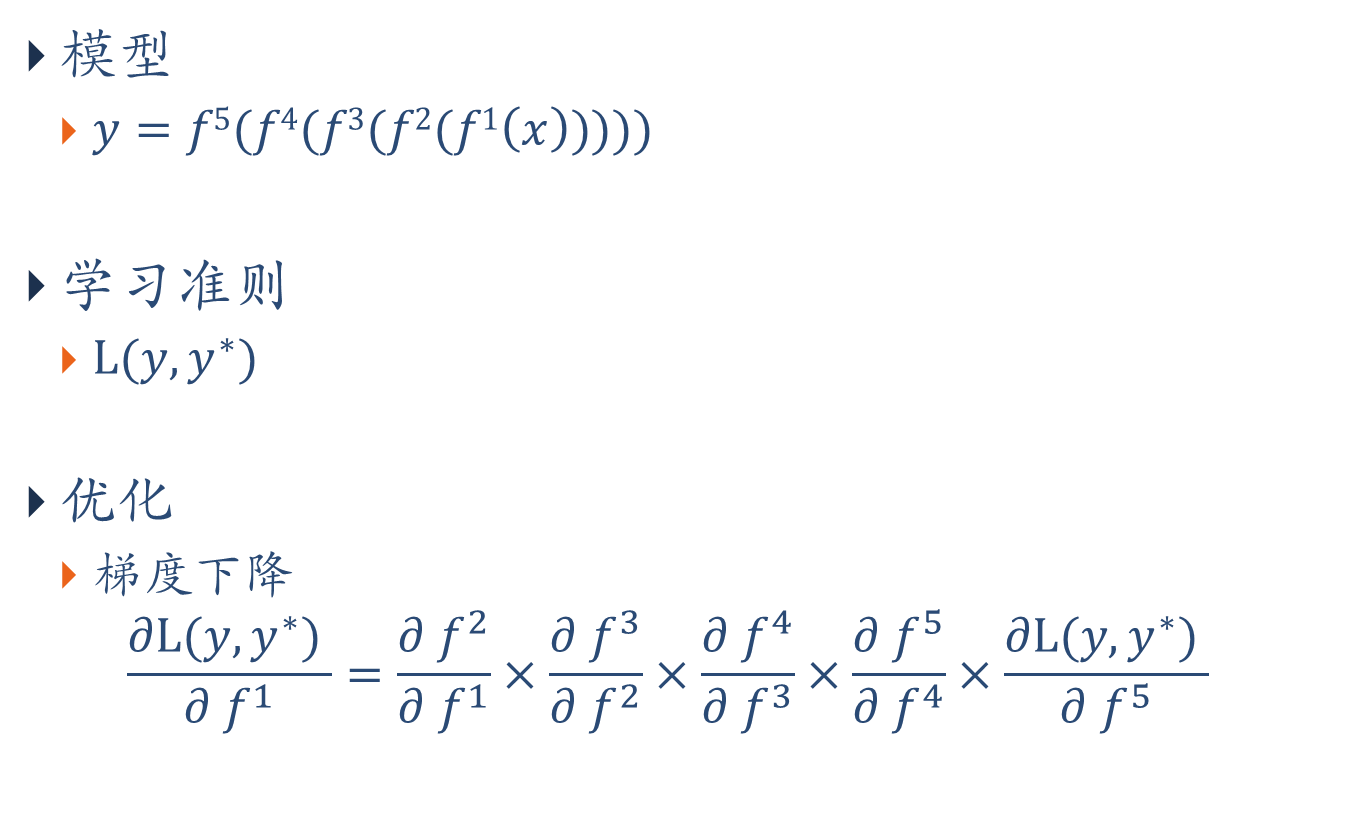 模型
y = f⁵(f⁴(f³(f²(f¹(x)))))
学习准则
L(y, y*)
优化
梯度下降
∂L(y, y*)/∂ f¹ = ∂ f²/∂ f¹ × ∂ f³/∂ f² × ∂ f⁴/∂ f³ × ∂ f⁵/∂ f⁴ × ∂L(y, y*)/∂ f⁵